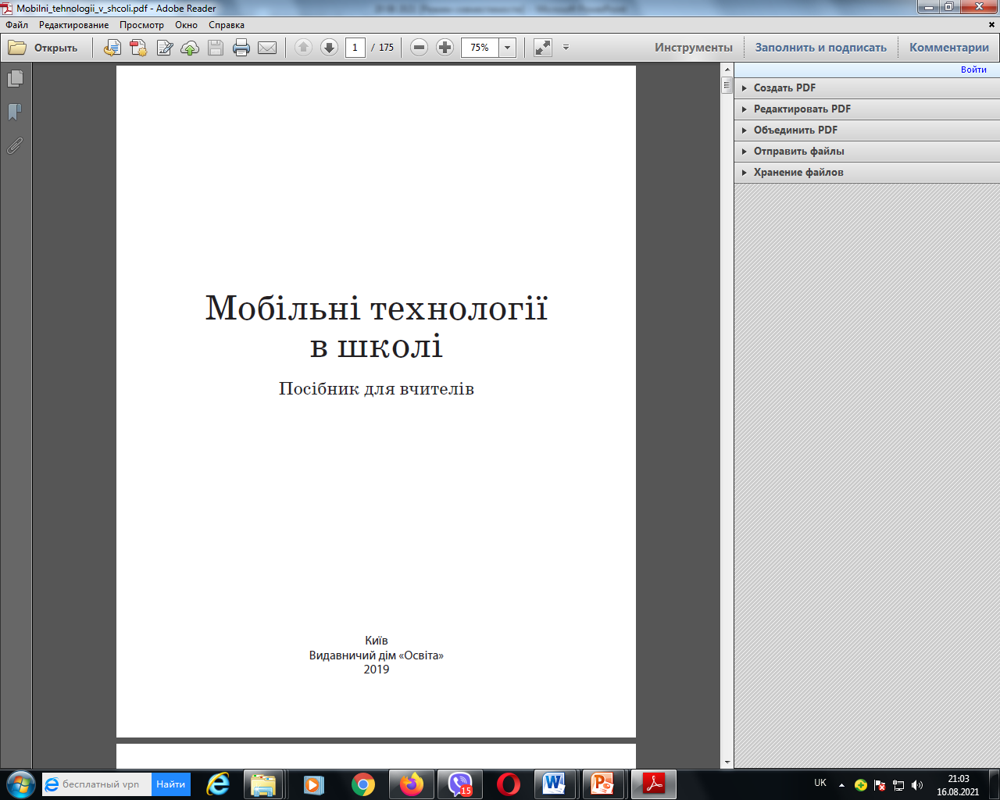 Mobilni_tehnologii_v_shcoli.pdf - Adobe Reader
Файл Редактирование Просмотр Окно Справка
Открыть 1 / 175 75% Инструменты Заполнить и подписать Комментарии
Войти
Создать PDF
Редактировать PDF
Объединить PDF
Отправить файлы
Хранение файлов
Мобільні технології
в школі
Посібник для вчителів
Київ
Видавничий дім «Освіта»
2019
бесплатный vpn Найти
15
UK
21:03
16.08.2021